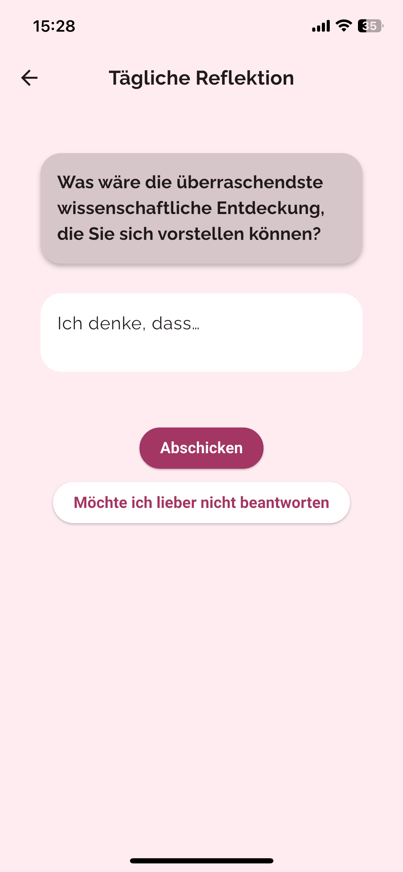 15:28
35
Tägliche Reflektion
Was wäre die überraschendste
wissenschaftliche Entdeckung,
die Sie sich vorstellen können?
Ich denke, dass...
Abschicken
Möchte ich lieber nicht beantworten